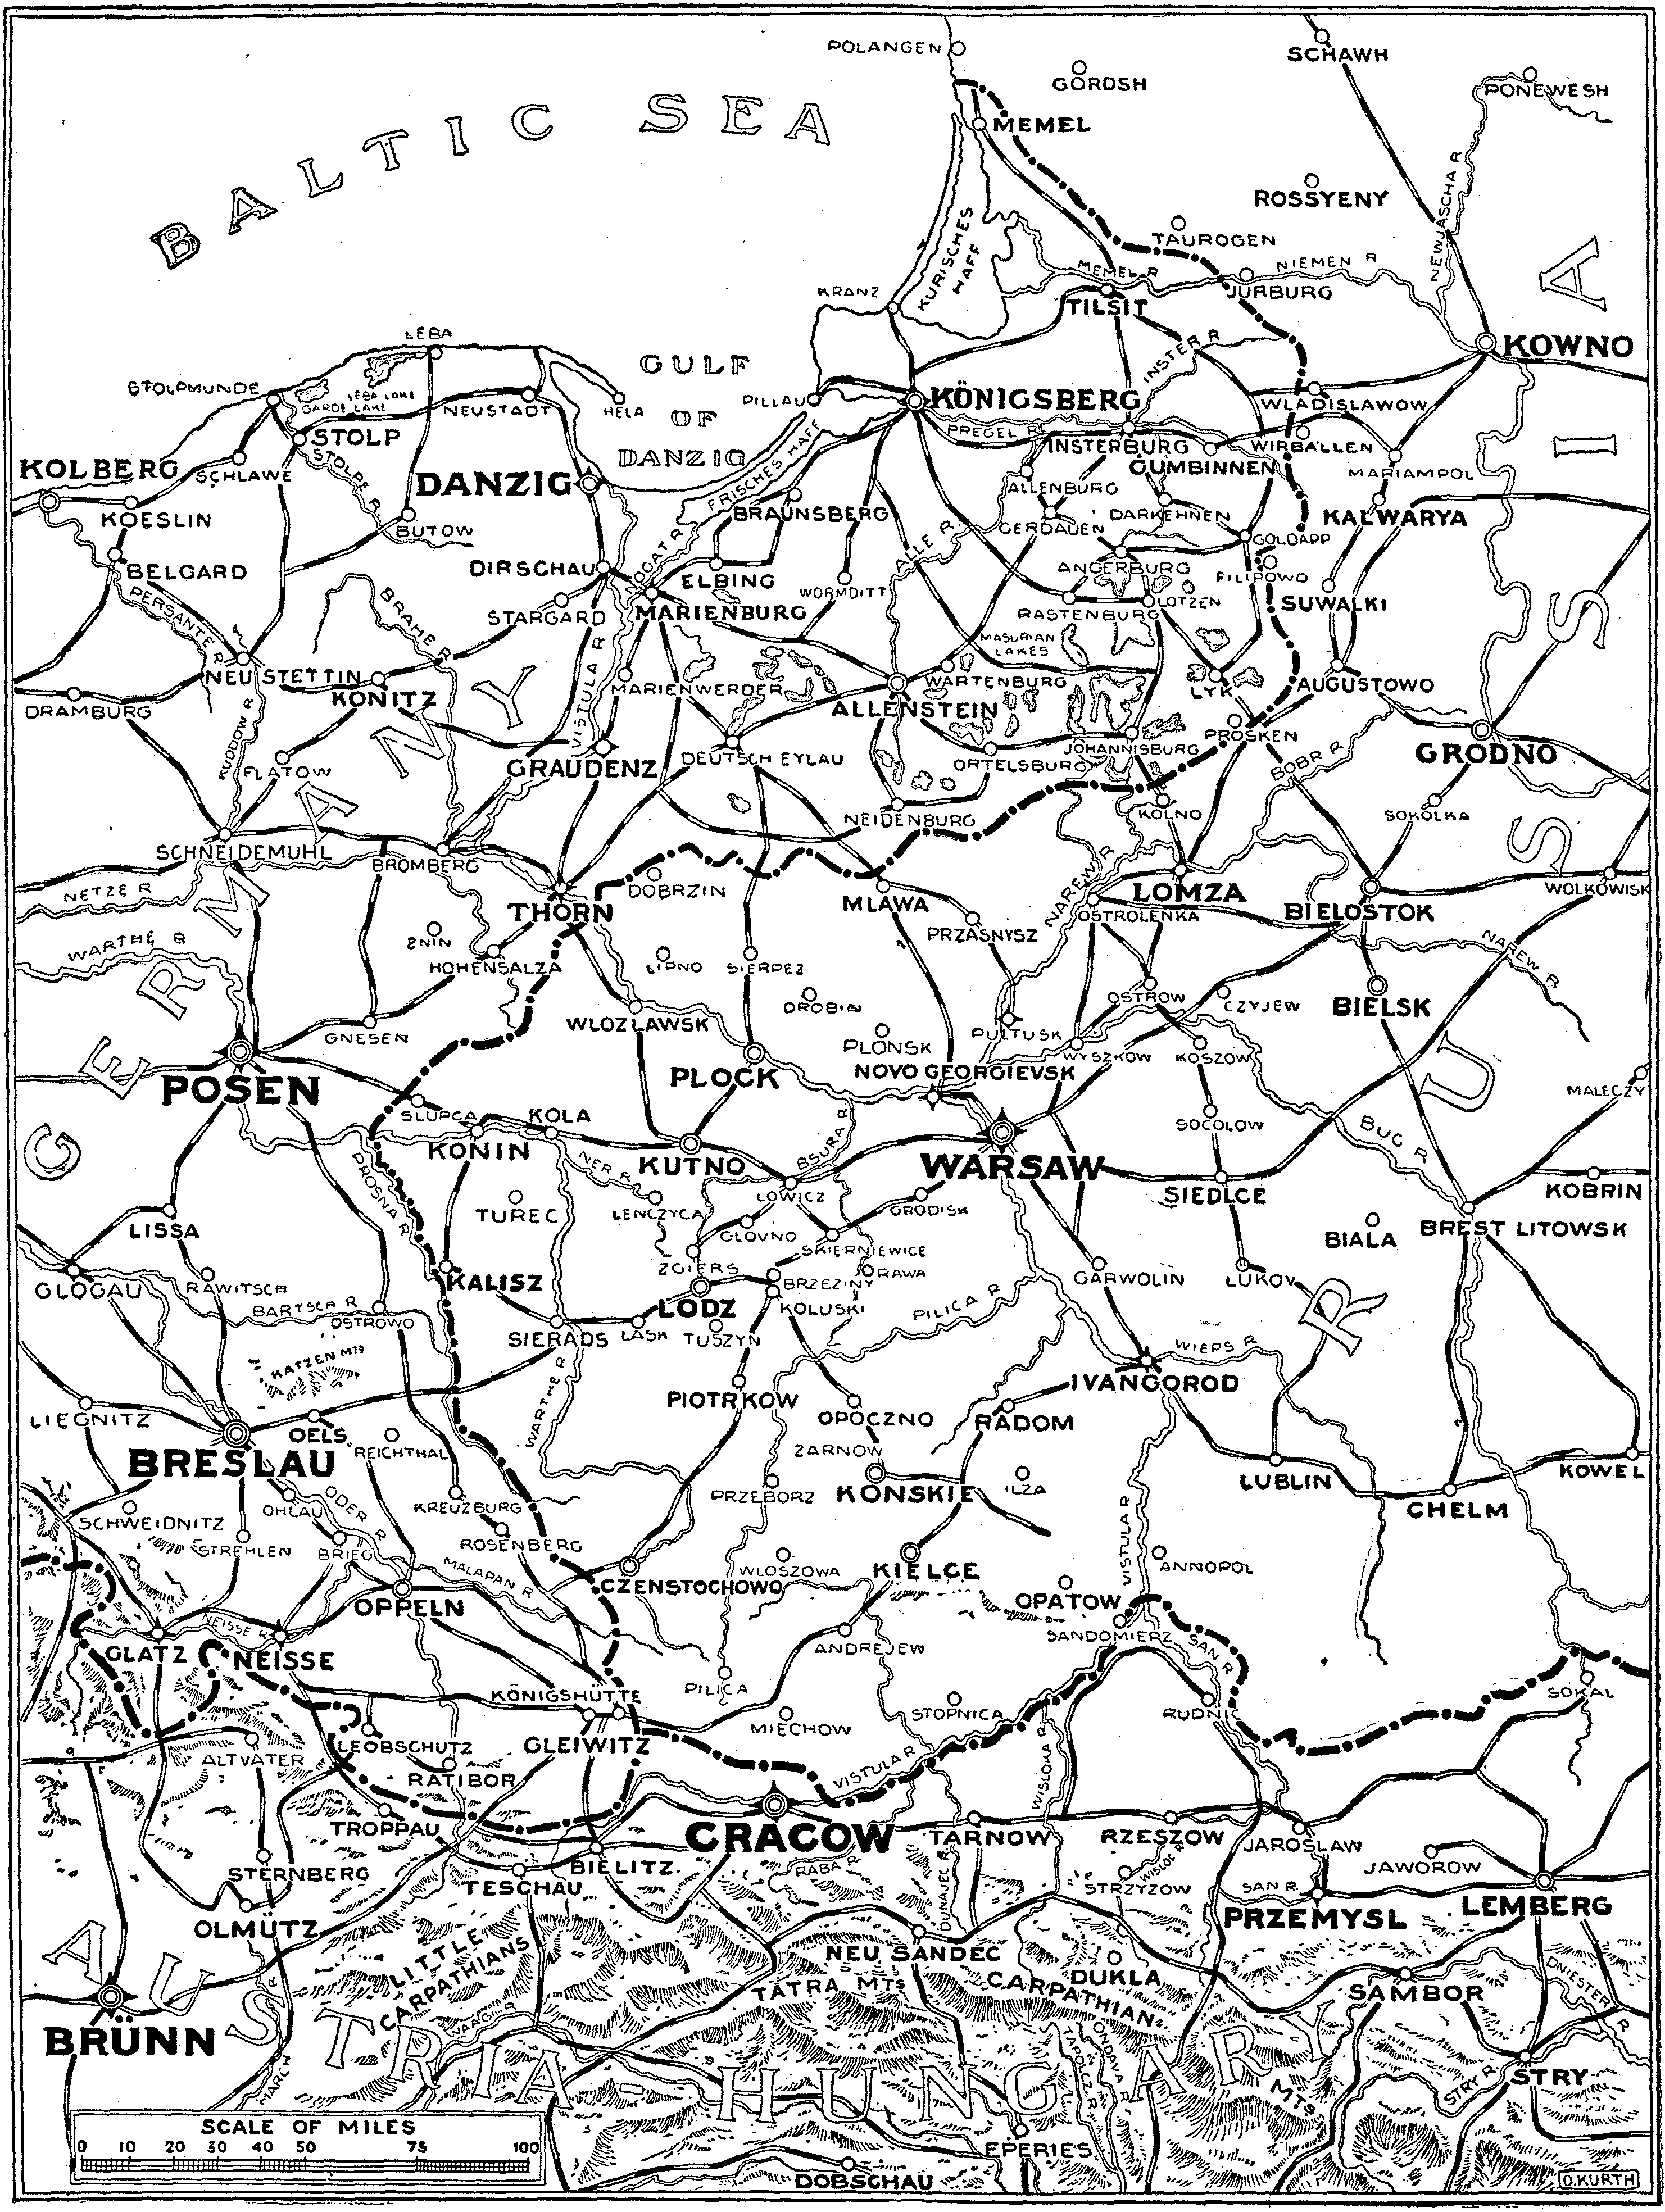 POLANGEN
SCHAWH
GORDSH
PONEWESH
BALTIC SEA
MEMEL
NEWJASCHA R
ROSSYENY
KURISCHES
HAFF
TAUROGEN
MEMEL R
NIEMEN R
JURBURG
KRANZ
TILSIT
INSTER R
KOWNO
LEBA
GULF
OF
DANZIG
STOLPMUNDE
LEBA LAKE
GARDE LAKE
NEUSTADT
HELA
PILLAU
KÖNIGSBERG
WLADISLAWOW
STOLP
PREGEL R
INSTERBURG
WIRBALLEN
GUMBINNEN
MARIAMPOL
KOLBERG
SCHLAWE
STOLPE R
DANZIG
FRISCHES HAFF
ALLENBURG
KOESLIN
BUTOW
BRAUNSBERG
GERDAUEN
DARKEHNEN
KALWARYA
GOLDAPP
BELGARD
DIRSCHAU
NOGAT R
ELBING
ALLE R
ANGERBURG
FILIPOWO
PERSANTE R
BRAHE R
STARGARD
MARIENBURG
WORMDITT
RASTENBURG
LOTZEN
SUWALKI
MASURIAN
LAKES
NEU STETTIN
KONITZ
VISTULA R
MARIENWERDER
WARTENBURG
LYK
AUGUSTOWO
DRAMBURG
ALLENSTEIN
RUDDOW R
FLATOW
GRAUDENZ
DEUTSCH EYLAU
ORTELSBURG
JOHANNISBURG
PROSKEN
BOBR R
GRODNO
NEIDENBURG
KOLNO
SOKOLKA
SCHNEIDEMUHL
BROMBERG
NETZE R
THORN
DOBRZIN
MLAWA
NAREW R
LOMZA
OSTROLENKA
BIELOSTOK
WOLKOWISK
WARTHE R
ZNIN
HOHENSALZA
LIPNO
SIERPEZ
PRZASNYSZ
NAREW R
GNESEN
WLOZLAWSK
DROBIN
OSTROW
CZYJEW
BIELSK
PLONSK
PULTUSK
WYSZKOW
KOSZOW
POSEN
PLOCK
NOVO GEORGIEVSK
MALECZY
SLUPCA
KOLA
BSURA R
SOCOLOW
BUG R
KONIN
KUTNO
WARSAW
PROSNA R
NER R
LOWICZ
SIEDLCE
KOBRIN
TUREC
LENCZYCA
GRODISK
LISSA
GLOVNO
SKIERNIEWICE
BIALA
BREST LITOWSK
GLOGAU
RAWITSCH
KALISZ
ZGIERS
BRZEZINY
RAWA
GARWOLIN
LUKOV
BARTSCH R
OSTROWO
LODZ
KOLUSKI
PILICA R
SIERADS
LASK
TUSZYN
WIEPS R
KATZEN MTS
WARTHE R
PIOTRKOW
OPOCZNO
IVANGOROD
RADOM
LIEGNITZ
OELS
REICHTHAL
ZARNOW
BRESLAU
LUBLIN
KOWEL
OHLAU
ODER R
KREUZBURG
PRZEBORZ
KONSKIE
ILZA
CHELM
SCHWEIDNITZ
STREHLEN
BRIEG
ROSENBERG
VISTULA R
MALAPAN R
WLOSZOWA
KIELCE
ANNOPOL
CZENSTOCHOWO
OPATOW
OPPELN
NEISSE R
SANDOMIERZ
SAN R
GLATZ
NEISSE
ANDREJEW
KÖNIGSHÜTTE
PILICA
STOPNICA
RUDNIC
SOKAL
MIECHOW
LEOBSCHUTZ
GLEIWITZ
ALTVATER
VISTULA R
WISLOKA R
RATIBOR
TROPPAU
CRACOW
TARNOW
RZESZOW
JAROSLAW
BIELITZ
RABA R
JAWOROW
STERNBERG
TESCHAU
DUNAJEC R
STRZYZOW
WISLOC R
SAN R
OLMÜTZ
PRZEMYSL
LEMBERG
LITTLE
CARPATHIANS
NEU SANDEC
TATRA MTS
CARPATHIAN
DUKLA
SAMBOR
DNIESTER R
BRÜNN
WAAG R
MARCH R
TAPOLCZ R
ONDAVA R
MTS
STRY R
STRY
GERMANY
RUSSIA
AUSTRIA-HUNGARY
EPERIES
DOBSCHAU
SCALE OF MILES
0 10 20 30 40 50 75 100
O.KURTH